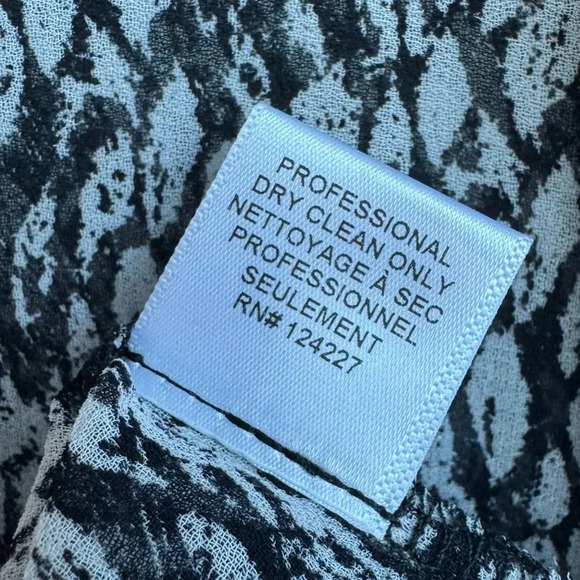 PROFESSIONAL
DRY CLEAN ONLY
NETTOYAGE À SEC
PROFESSIONNEL
SEULEMENT
RN# 124227